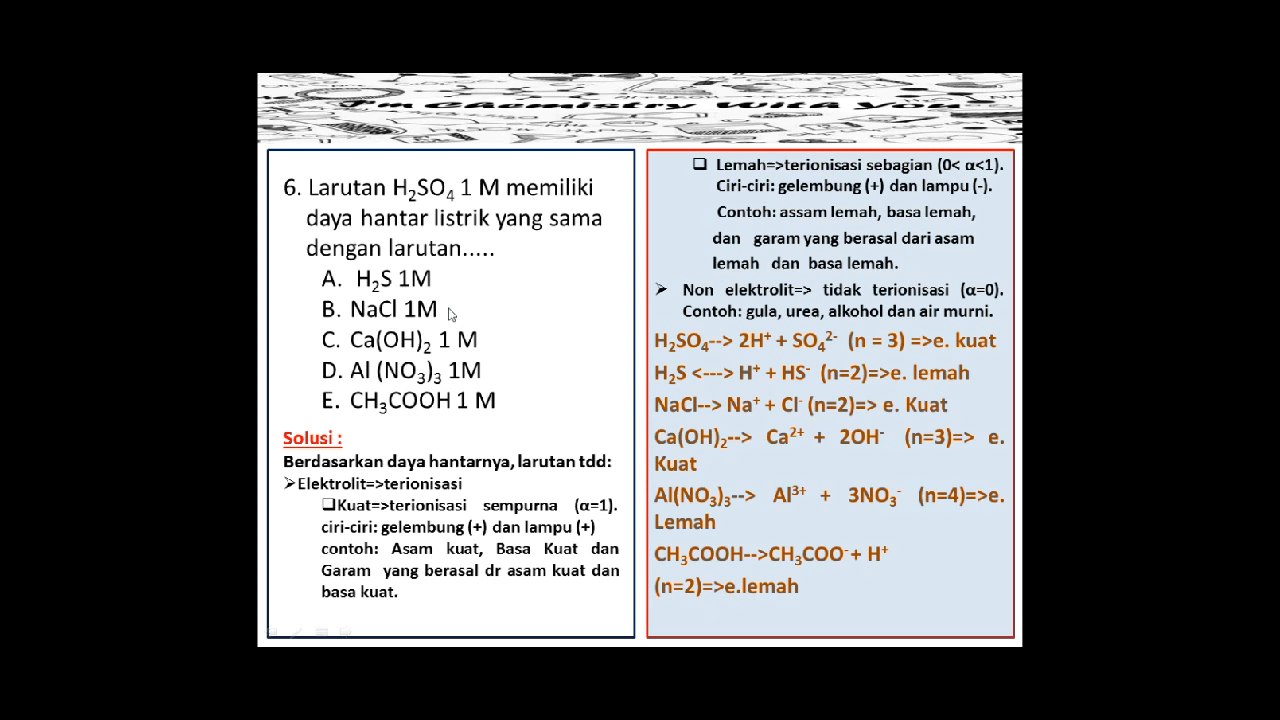 I'm Chemistry With You
6. Larutan H₂SO₄ 1 M memiliki
daya hantar listrik yang sama
dengan larutan.....
A. H₂S 1M
B. NaCl 1M
C. Ca(OH)₂ 1 M
D. Al (NO₃)₃ 1M
E. CH₃COOH 1 M
Solusi :
Berdasarkan daya hantarnya, larutan tdd:
➢Elektrolit=>terionisasi
❑Kuat=>terionisasi sempurna (α=1).
ciri-ciri: gelembung (+) dan lampu (+)
contoh: Asam kuat, Basa Kuat dan
Garam yang berasal dr asam kuat dan
basa kuat.
❑ Lemah=>terionisasi sebagian (0< α<1).
Ciri-ciri: gelembung (+) dan lampu (-).
Contoh: assam lemah, basa lemah,
dan garam yang berasal dari asam
lemah dan basa lemah.
➢ Non elektrolit=> tidak terionisasi (α=0).
Contoh: gula, urea, alkohol dan air murni.
H₂SO₄--> 2H⁺ + SO₄²⁻ (n = 3) =>e. kuat
H₂S <---> H⁺ + HS⁻ (n=2)=>e. lemah
NaCl--> Na⁺ + Cl⁻ (n=2)=> e. Kuat
Ca(OH)₂--> Ca²⁺ + 2OH⁻ (n=3)=> e.
Kuat
Al(NO₃)₃--> Al³⁺ + 3NO₃⁻ (n=4)=>e.
Lemah
CH₃COOH-->CH₃COO⁻+ H⁺
(n=2)=>e.lemah